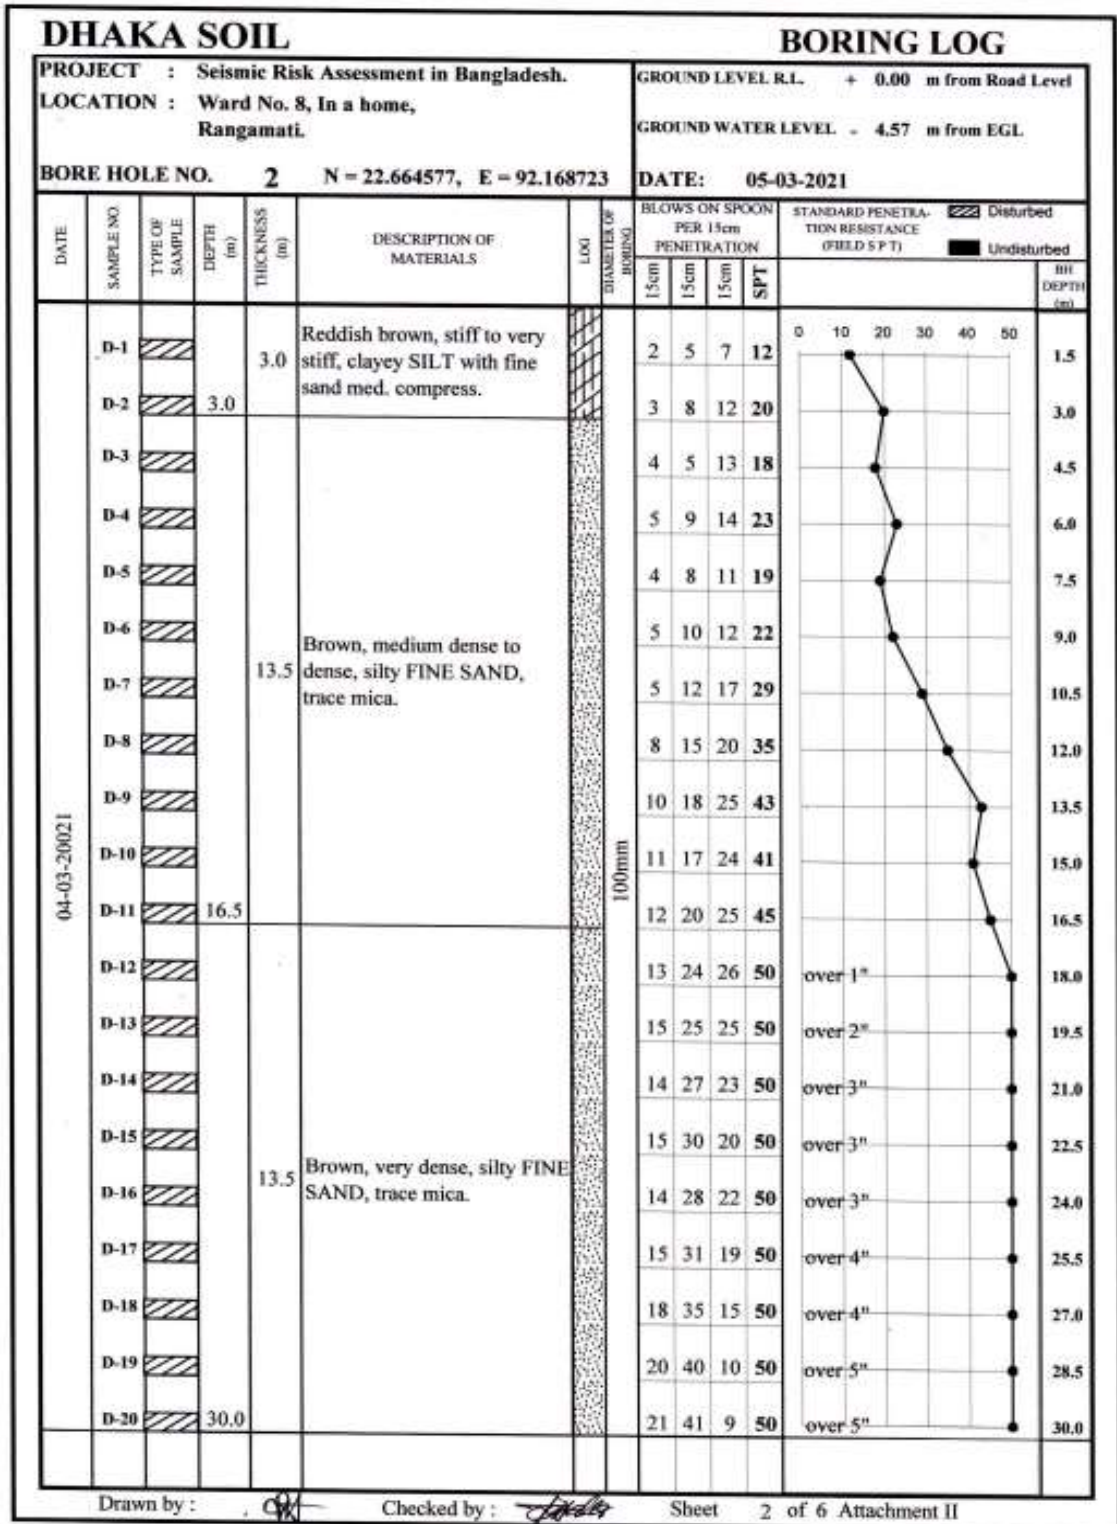 DHAKA SOIL
BORING LOG
PROJECT : Seismic Risk Assessment in Bangladesh.
LOCATION : Ward No. 8, In a home,
Rangamati.
GROUND LEVEL R.L. + 0.00 m from Road Level
GROUND WATER LEVEL - 4.57 m from EGL
BORE HOLE NO. 2 N = 22.664577, E = 92.168723
DATE: 05-03-2021
DATE
SAMPLE NO
TYPE OF SAMPLE
DEPTH (m)
THICKNESS (m)
DESCRIPTION OF MATERIALS
LOG
DIAMETER OF BORING
BLOWS ON SPOON PER 15cm PENETRATION
15cm 15cm 15cm SPT
STANDARD PENETRA-
TION RESISTANCE
(FIELD S P T)
Disturbed
Undisturbed
BH DEPTH (m)
0 10 20 30 40 50
04-03-20021
100mm
3.0 Reddish brown, stiff to very
stiff, clayey SILT with fine
sand med. compress.
D-1 2 5 7 12 1.5
D-2 3.0 3 8 12 20 3.0
D-3 4 5 13 18 4.5
D-4 5 9 14 23 6.0
D-5 4 8 11 19 7.5
D-6 5 10 12 22 9.0
13.5 Brown, medium dense to
dense, silty FINE SAND,
trace mica.
D-7 5 12 17 29 10.5
D-8 8 15 20 35 12.0
D-9 10 18 25 43 13.5
D-10 11 17 24 41 15.0
D-11 16.5 12 20 25 45 16.5
D-12 13 24 26 50 over 1" 18.0
D-13 15 25 25 50 over 2" 19.5
D-14 14 27 23 50 over 3" 21.0
D-15 15 30 20 50 over 3" 22.5
13.5 Brown, very dense, silty FINE
SAND, trace mica.
D-16 14 28 22 50 over 3" 24.0
D-17 15 31 19 50 over 4" 25.5
D-18 18 35 15 50 over 4" 27.0
D-19 20 40 10 50 over 5" 28.5
D-20 30.0 21 41 9 50 over 5" 30.0
Drawn by : Checked by : Sheet 2 of 6 Attachment II